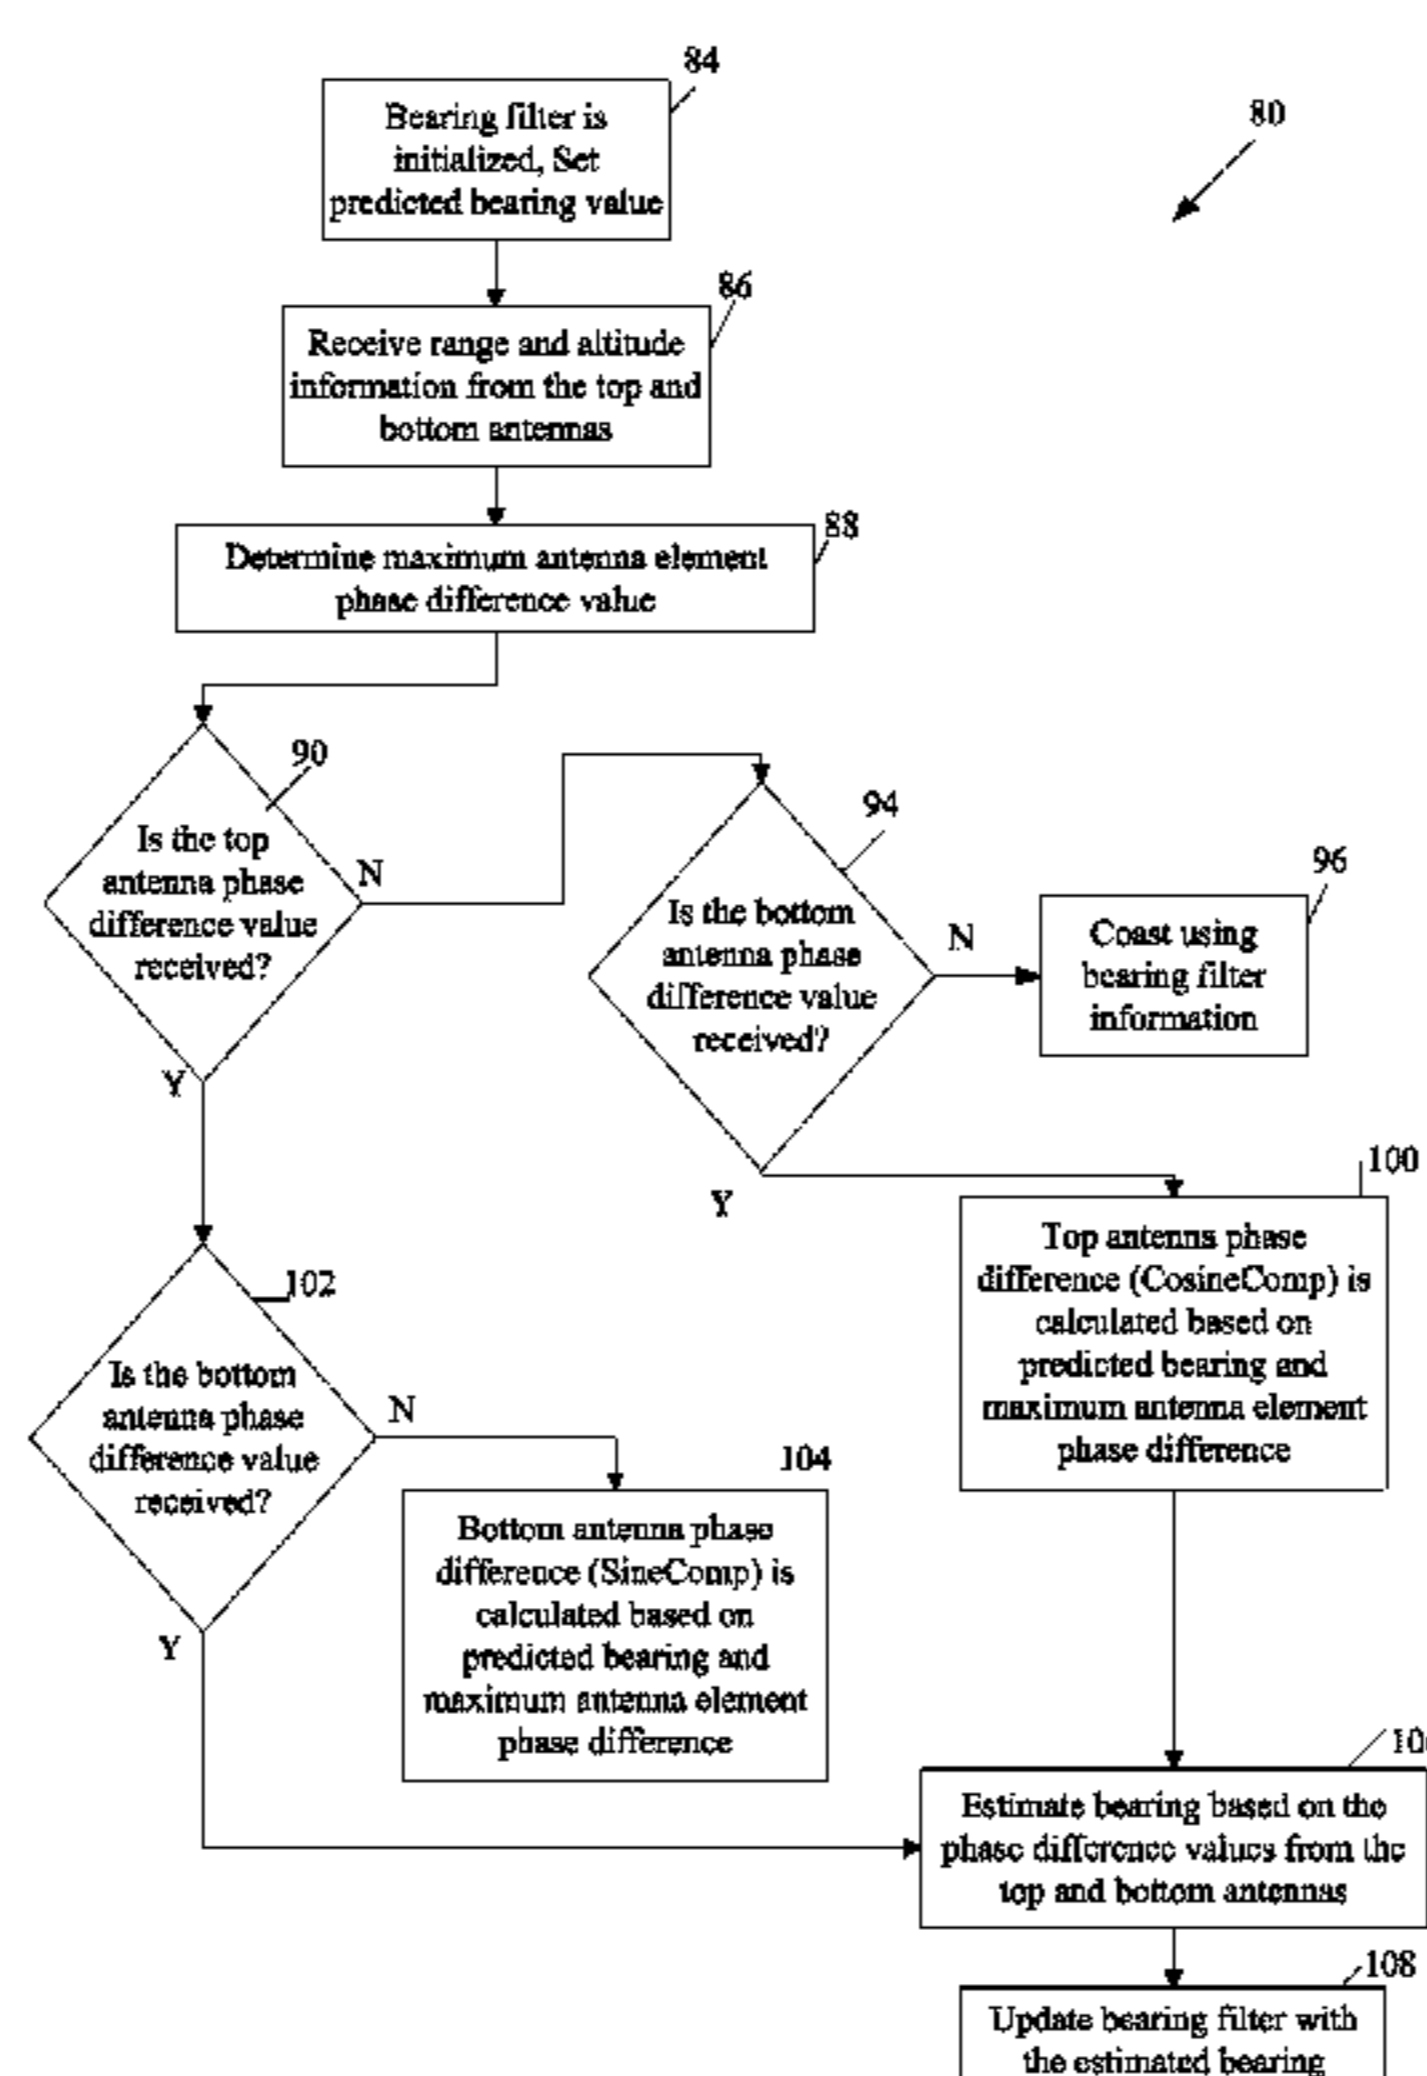 84
Bearing filter is
initialized, Set
predicted bearing value
80
86
Receive range and altitude
information from the top and
bottom antennas
88
Determine maximum antenna element
phase difference value
90
Is the top
antenna phase
difference value
received?
N
Y
94
Is the bottom
antenna phase
difference value
received?
N
Y
96
Coast using
bearing filter
information
100
Top antenna phase
difference (CosineComp) is
calculated based on
predicted bearing and
maximum antenna element
phase difference
102
Is the bottom
antenna phase
difference value
received?
N
Y
104
Bottom antenna phase
difference (SineComp) is
calculated based on
predicted bearing and
maximum antenna element
phase difference
Estimate bearing based on the
phase difference values from the
top and bottom antennas
108
Update bearing filter with
the estimated bearing